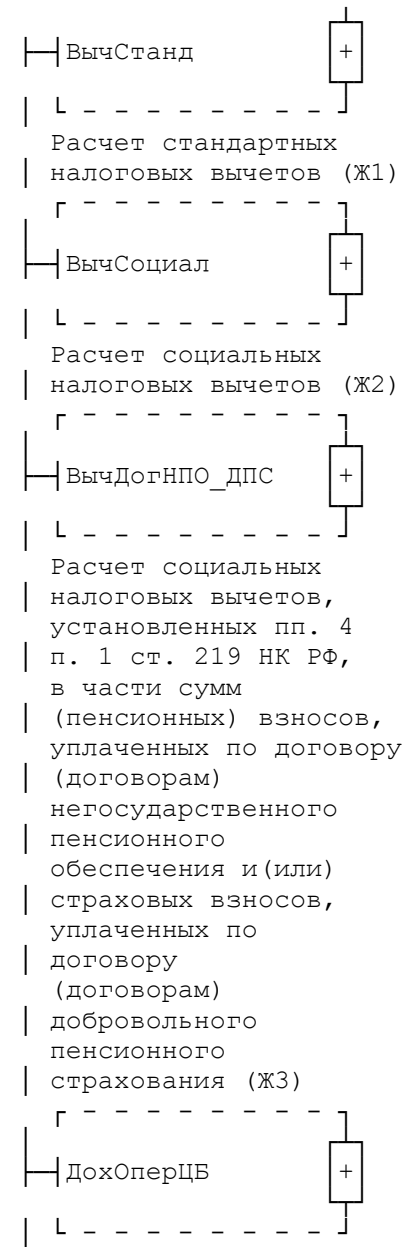 ВычСтанд +
Расчет стандартных
налоговых вычетов (Ж1)
ВычСоциал +
Расчет социальных
налоговых вычетов (Ж2)
ВычДогНПО_ДПС +
Расчет социальных
налоговых вычетов,
установленных пп. 4
п. 1 ст. 219 НК РФ,
в части сумм
(пенсионных) взносов,
уплаченных по договору
(договорам)
негосударственного
пенсионного
обеспечения и(или)
страховых взносов,
уплаченных по
договору
(договорам)
добровольного
пенсионного
страхования (Ж3)
ДохОперЦБ +